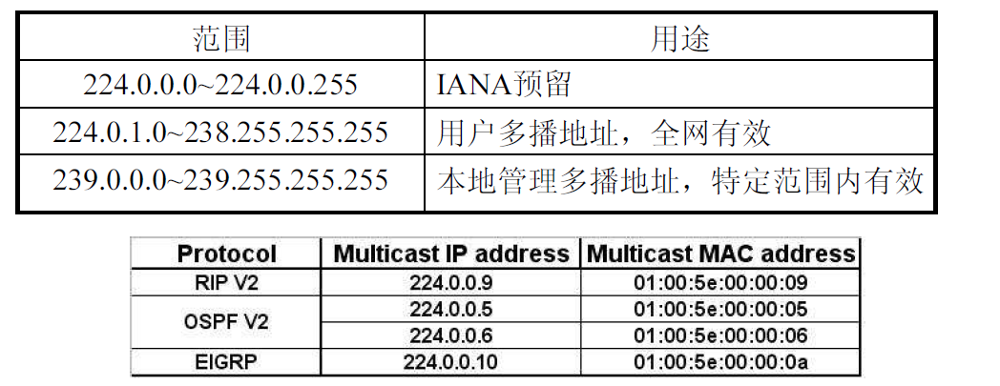 范围 用途
224.0.0.0~224.0.0.255 IANA预留
224.0.1.0~238.255.255.255 用户多播地址，全网有效
239.0.0.0~239.255.255.255 本地管理多播地址，特定范围内有效
Protocol Multicast IP address Multicast MAC address
RIP V2 224.0.0.9 01:00:5e:00:00:09
OSPF V2 224.0.0.5 01:00:5e:00:00:05
224.0.0.6 01:00:5e:00:00:06
EIGRP 224.0.0.10 01:00:5e:00:00:0a